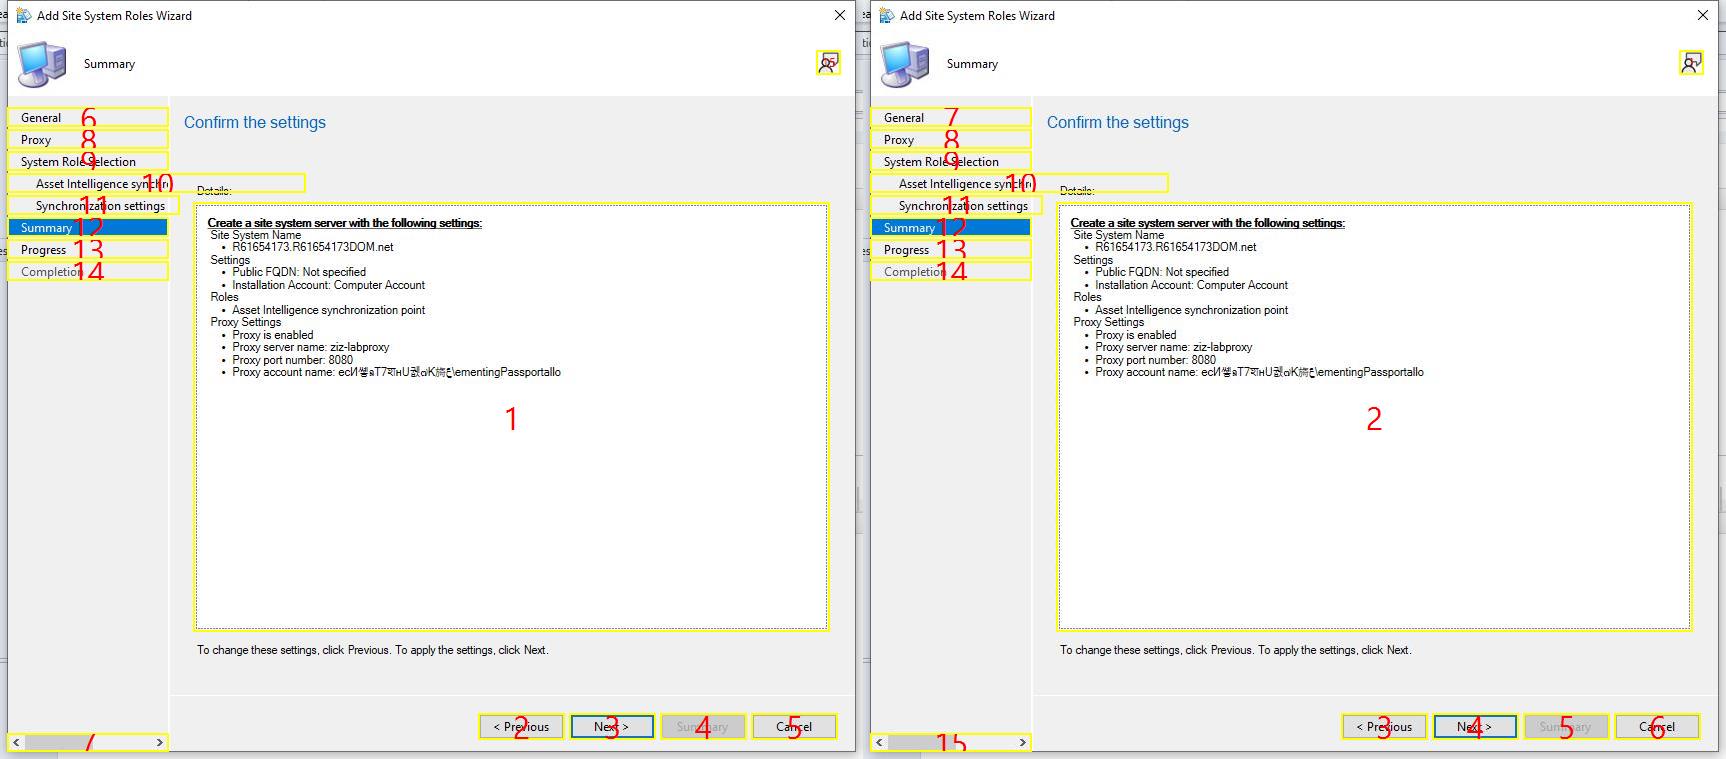 Add Site System Roles Wizard
Summary
15
General 6
Proxy 8
System Role Selection 9
Asset Intelligence synchro 10
Synchronization settings 11
Summary 12
Progress 13
Completion 14
7
Confirm the settings
Details:
Create a site system server with the following settings:
Site System Name
• R61654173.R61654173DOM.net
Settings
• Public FQDN: Not specified
• Installation Account: Computer Account
Roles
• Asset Intelligence synchronization point
Proxy Settings
• Proxy is enabled
• Proxy server name: ziz-labproxy
• Proxy port number: 8080
• Proxy account name:
1
To change these settings, click Previous. To apply the settings, click Next.
< Previous 2
Next > 3
Summary 4
Cancel 5
Add Site System Roles Wizard
Summary
1
General 7
Proxy 8
System Role Selection 9
Asset Intelligence synchro 10
Synchronization settings 11
Summary 12
Progress 13
Completion 14
15
Confirm the settings
Details:
Create a site system server with the following settings:
Site System Name
• R61654173.R61654173DOM.net
Settings
• Public FQDN: Not specified
• Installation Account: Computer Account
Roles
• Asset Intelligence synchronization point
Proxy Settings
• Proxy is enabled
• Proxy server name: ziz-labproxy
• Proxy port number: 8080
• Proxy account name:
2
To change these settings, click Previous. To apply the settings, click Next.
< Previous 3
Next > 4
Summary 5
Cancel 6